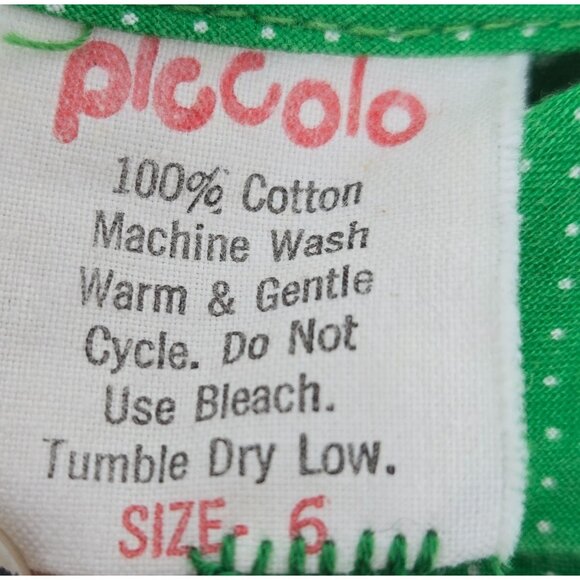 piccolo
100% Cotton
Machine Wash
Warm & Gentle
Cycle. Do Not
Use Bleach.
Tumble Dry Low.
SIZE- 6